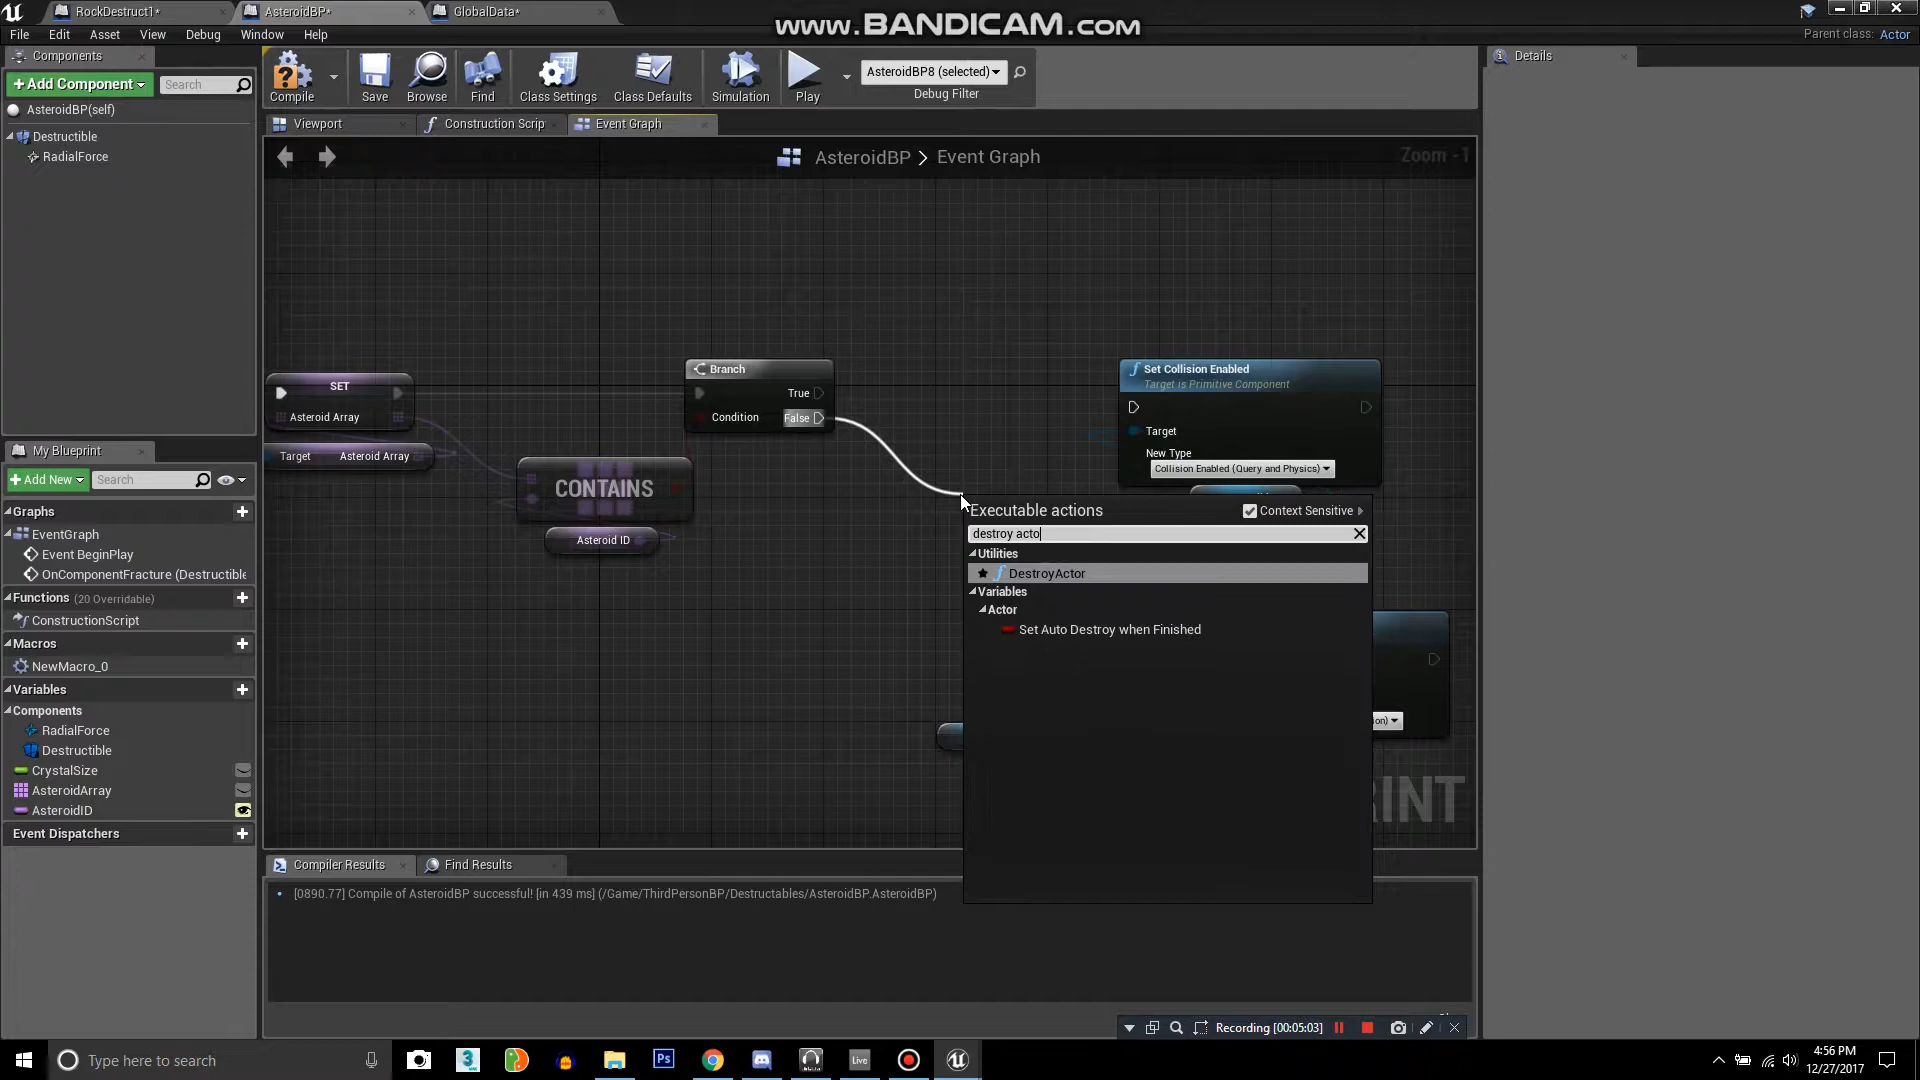 RockDestruct1*
AsteroidBP*
GlobalData*
www.BANDICAM.com
File Edit Asset View Debug Window Help
Parent class: Actor
Components
+Add Component
Search
AsteroidBP(self)
Destructible
RadialForce
Compile
Save
Browse
Find
Class Settings
Class Defaults
Simulation
Play
AsteroidBP8 (selected)
Debug Filter
Details
Viewport
Construction Scrip
Event Graph
AsteroidBP > Event Graph
Zoom -1
SET
Asteroid Array
Target Asteroid Array
Branch
True
Condition False
CONTAINS
Asteroid ID
Set Collision Enabled
Target is Primitive Component
Target
New Type
Collision Enabled (Query and Physics)
Executable actions
Context Sensitive
destroy acto
Utilities
DestroyActor
Variables
Actor
Set Auto Destroy when Finished
My Blueprint
+Add New
Search
Graphs
EventGraph
Event BeginPlay
OnComponentFracture (Destructible
Functions (20 Overridable)
ConstructionScript
Macros
NewMacro_0
Variables
Components
RadialForce
Destructible
CrystalSize
AsteroidArray
AsteroidID
Event Dispatchers
Compiler Results
Find Results
[0890.77] Compile of AsteroidBP successful! [in 439 ms] (/Game/ThirdPersonBP/Destructables/AsteroidBP.AsteroidBP)
Recording [00:05:03]
Type here to search
Ps
Live
4:56 PM
12/27/2017